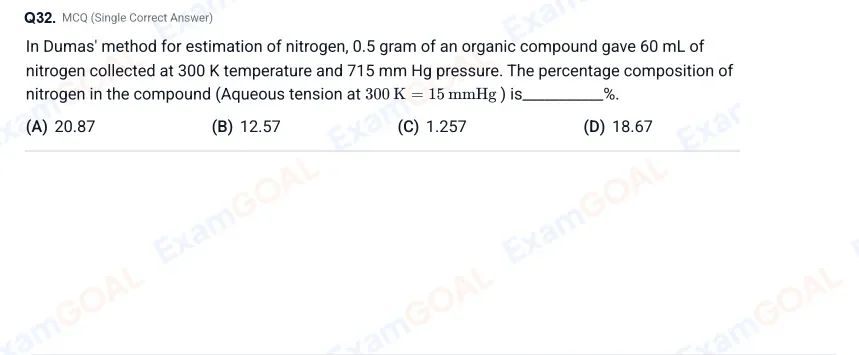 Q32. MCQ (Single Correct Answer)
In Dumas' method for estimation of nitrogen, 0.5 gram of an organic compound gave 60 mL of
nitrogen collected at 300 K temperature and 715 mm Hg pressure. The percentage composition of
nitrogen in the compound (Aqueous tension at 300 K = 15 mmHg ) is__________%.
(A) 20.87 (B) 12.57 (C) 1.257 (D) 18.67
ExamGOAL ExamGOAL
ExamGOAL ExamGOAL ExamGOAL